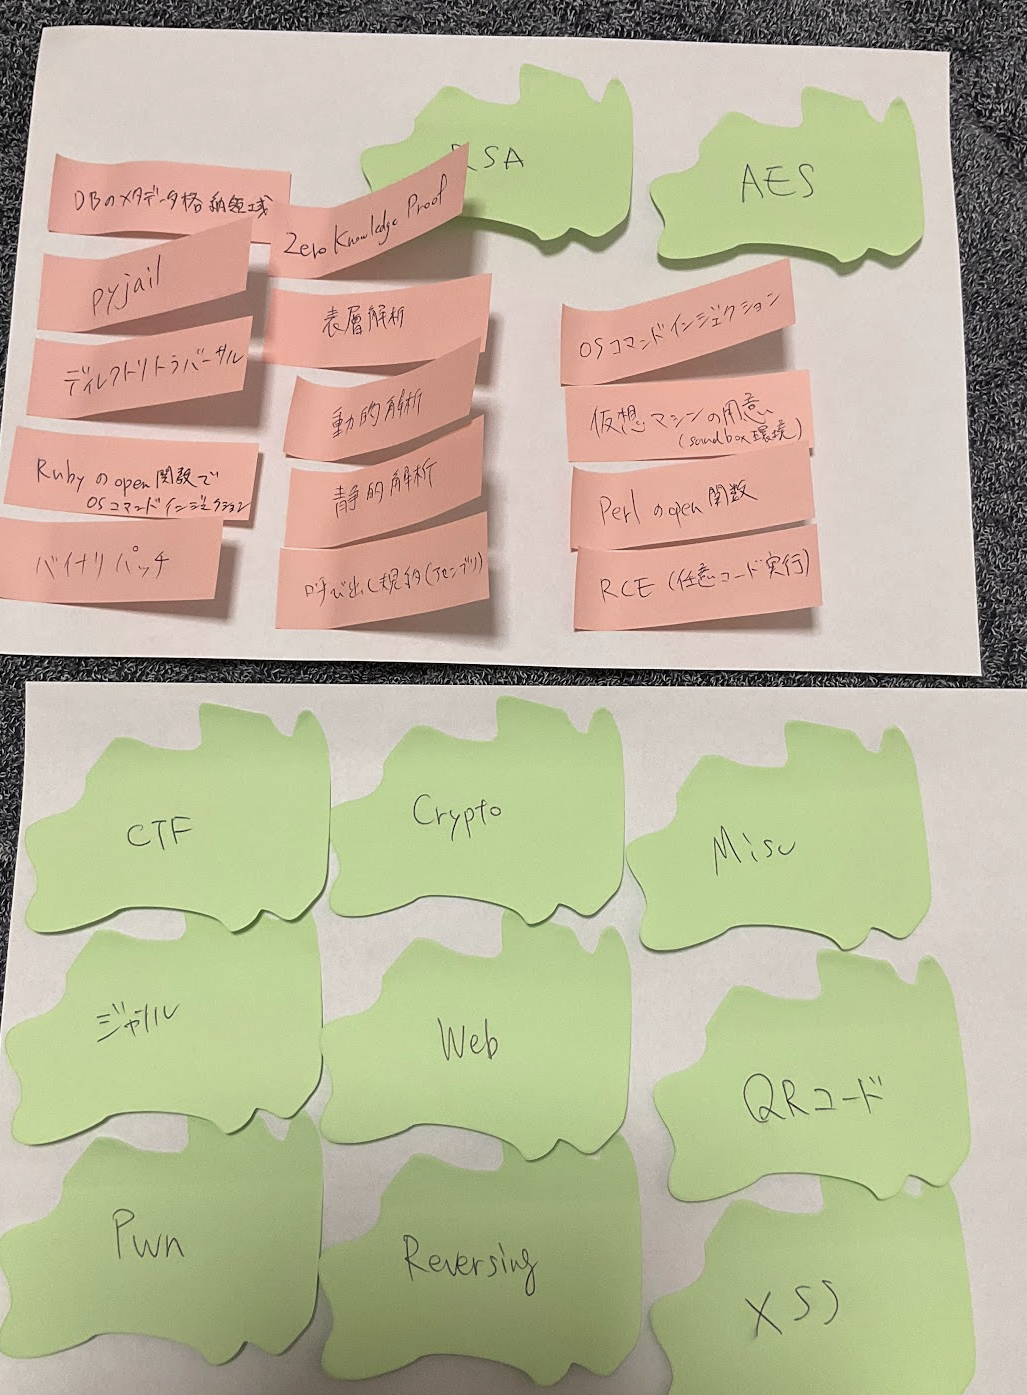 RSA
AES
DBのメタデータ格納領域
Zero Knowledge Proof
pyjail
表層解析
OSコマンドインジェクション
ディレクトリトラバーサル
動的解析
仮想マシンの用意
(sandbox環境)
Rubyのopen関数で
OSコマンドインジェクション
静的解析
Perlのopen関数
バイナリパッチ
呼び出し規約(アセンブリ)
RCE(任意コード実行)
CTF
Crypto
Misc
ジャンル
Web
QRコード
Pwn
Reversing
XSS